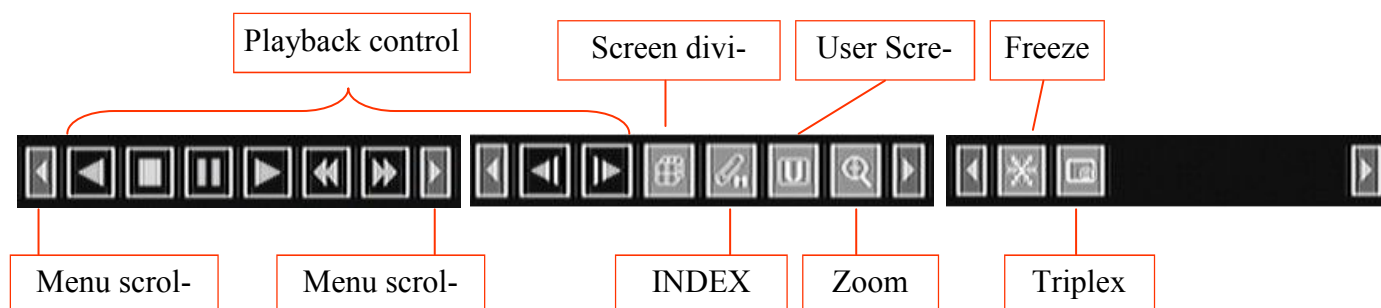 Playback control
Screen divi-
User Scre-
Freeze
Menu scrol-
Menu scrol-
INDEX
Zoom
Triplex